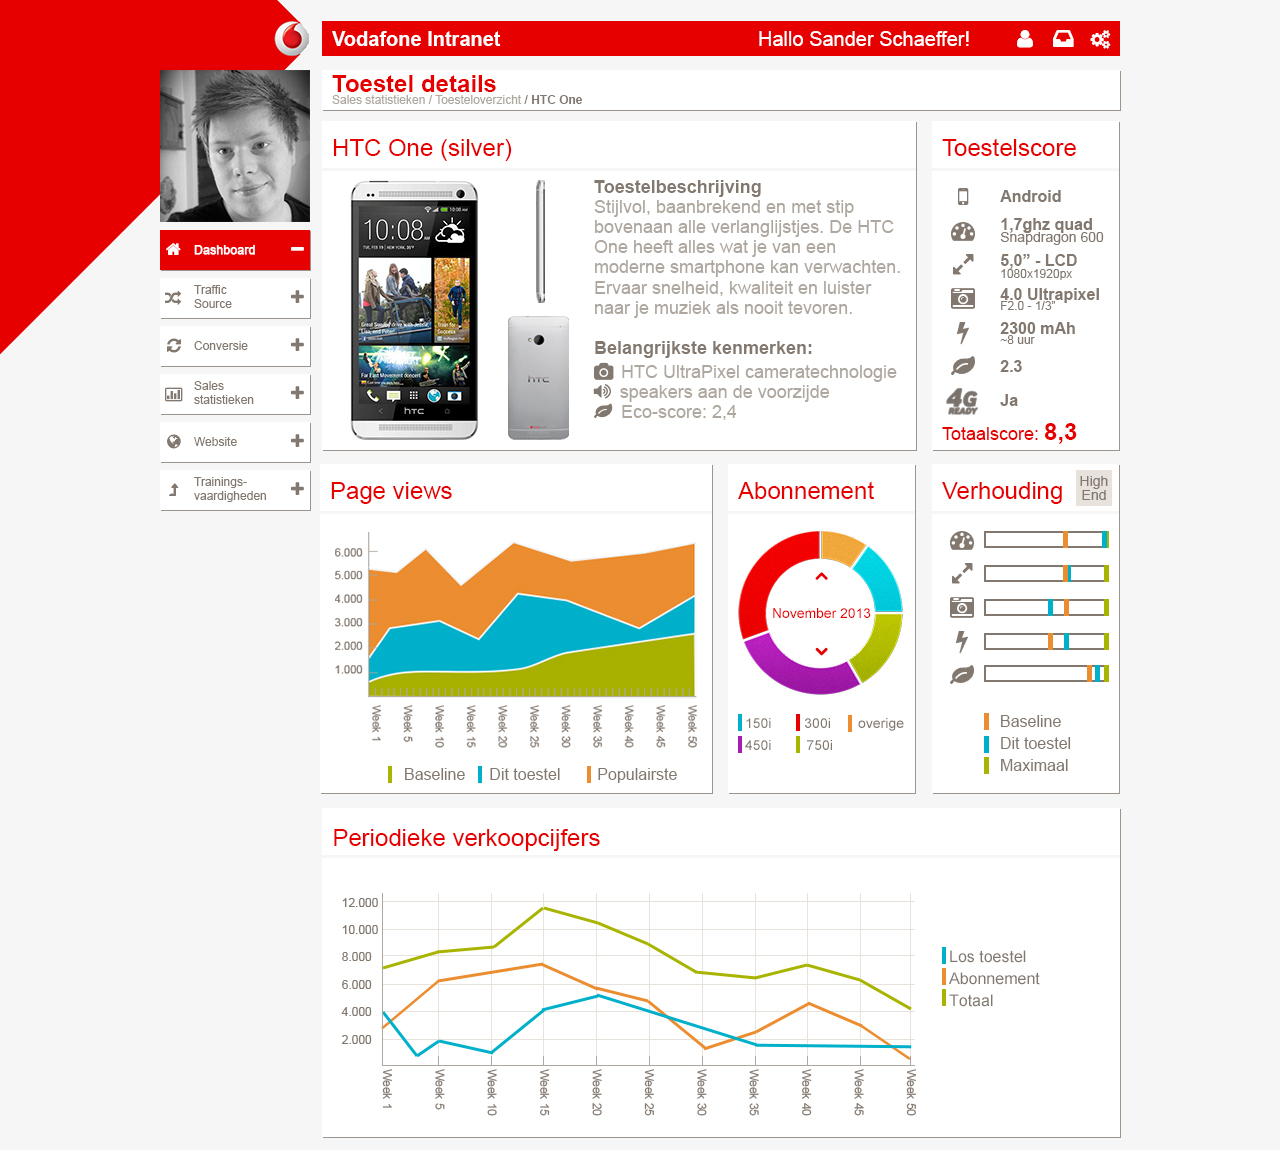 Vodafone Intranet
Hallo Sander Schaeffer!
Toestel details
Sales statistieken / Toesteloverzicht / HTC One
Dashboard
Traffic
Source
Conversie
Sales
statistieken
Website
Trainings-
vaardigheden
HTC One (silver)
10:08 AM
10:08 AM
hTC
hTC
Toestelbeschrijving
Stijlvol, baanbrekend en met stip
bovenaan alle verlanglijstjes. De HTC
One heeft alles wat je van een
moderne smartphone kan verwachten.
Ervaar snelheid, kwaliteit en luister
naar je muziek als nooit tevoren.
Belangrijkste kenmerken:
HTC UltraPixel cameratechnologie
speakers aan de voorzijde
Eco-score: 2,4
Toestelscore
Android
1,7ghz quad
Snapdragon 600
5,0” - LCD
1080x1920px
4.0 Ultrapixel
F2.0 - 1/3”
2300 mAh
~8 uur
2.3
4G
READY
Ja
Totaalscore: 8,3
Page views
6.000
5.000
4.000
3.000
2.000
1.000
Week 1
Week 5
Week 10
Week 15
Week 20
Week 25
Week 30
Week 35
Week 40
Week 45
Week 50
Baseline
Dit toestel
Populairste
Abonnement
November 2013
150i
300i
overige
450i
750i
Verhouding
High
End
Baseline
Dit toestel
Maximaal
Periodieke verkoopcijfers
12.000
10.000
8.000
6.000
4.000
2.000
Week 1
Week 5
Week 10
Week 15
Week 20
Week 25
Week 30
Week 35
Week 40
Week 45
Week 50
Los toestel
Abonnement
Totaal